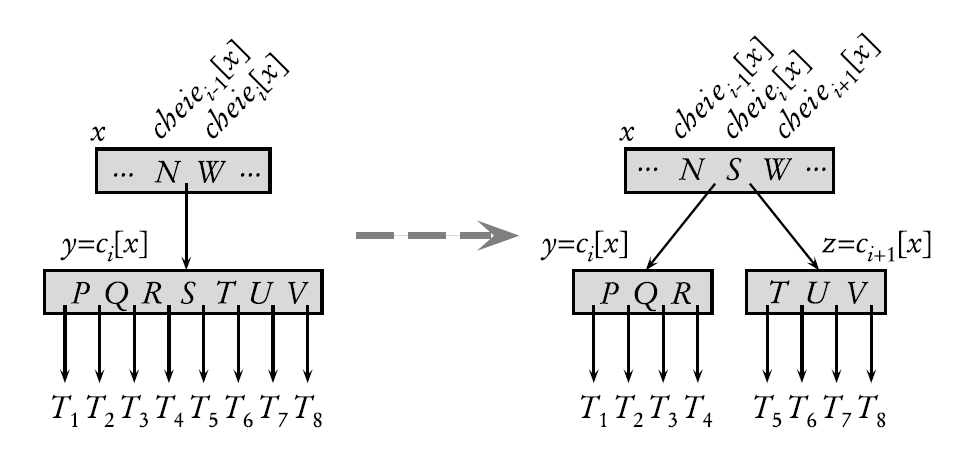 cheie_{i-1}[x] cheie_i[x] cheie_{i-1}[x] cheie_i[x] cheie_{i+1}[x]
x x
... N W ... ... N S W ...
y=c_i[x] y=c_i[x] z=c_{i+1}[x]
P Q R S T U V P Q R T U V
T_1 T_2 T_3 T_4 T_5 T_6 T_7 T_8 T_1 T_2 T_3 T_4 T_5 T_6 T_7 T_8